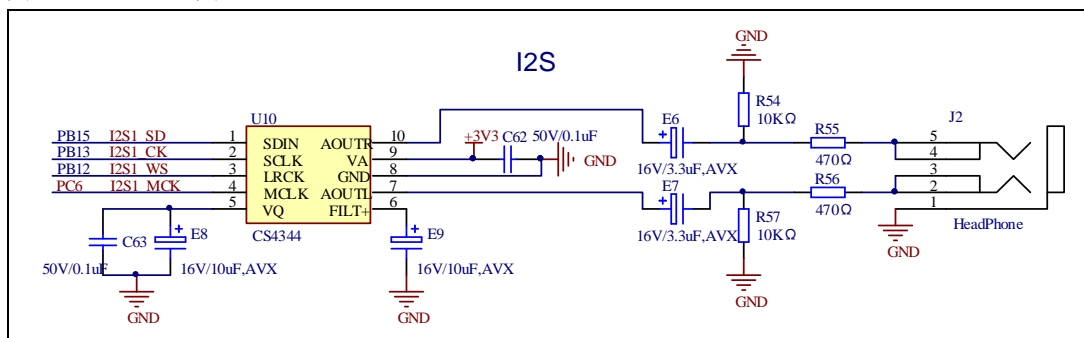 I2S
GND
R54
10KΩ
U10
E6
R55
J2
PB15 I2S1_SD 1 SDIN AOUTR 10
+3V3 C62 50V/0.1uF
470Ω
5
PB13 I2S1_CK 2 SCLK VA 9
GND
16V/3.3uF,AVX
4
PB12 I2S1_WS 3 LRCK GND 8
E7
R56
3
PC6 I2S1_MCK 4 MCLK AOUTL 7
2
5 VQ FILT+ 6
16V/3.3uF,AVX
R57
10KΩ
470Ω
1
HeadPhone
C63
E8
CS4344
E9
GND
50V/0.1uF
16V/10uF,AVX
16V/10uF,AVX
GND
GND
GND